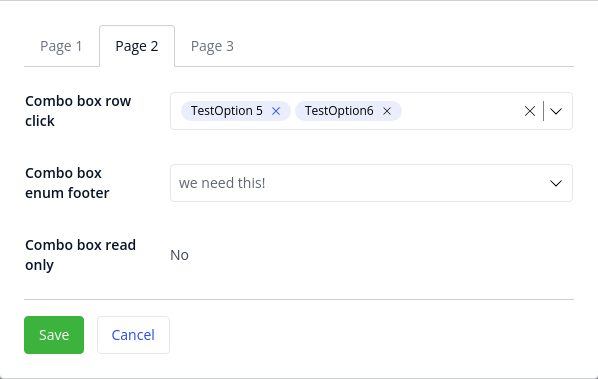 Page 1 Page 2 Page 3
Combo box row
click
TestOption 5 TestOption6
Combo box
enum footer
we need this!
Combo box read
only
No
Save Cancel